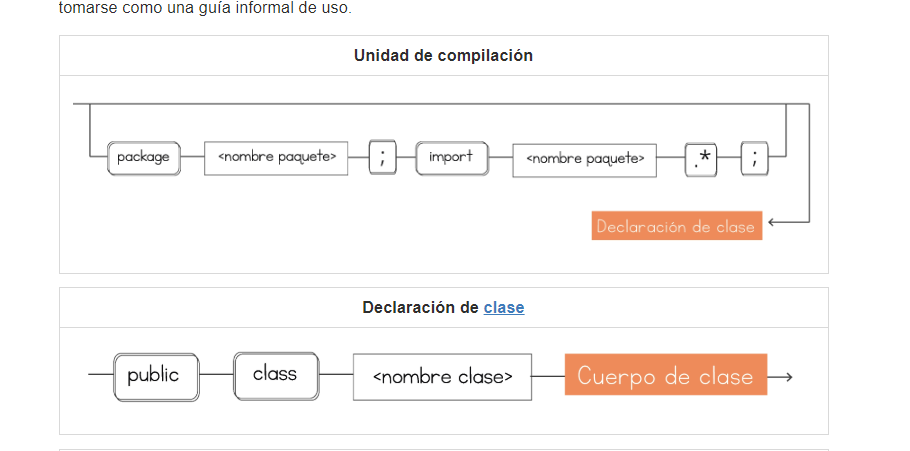 tomarse como una guía informal de uso.
Unidad de compilación
package <nombre paquete> ; import <nombre paquete> .* ;
Declaración de clase
Declaración de clase
public class <nombre clase> Cuerpo de clase